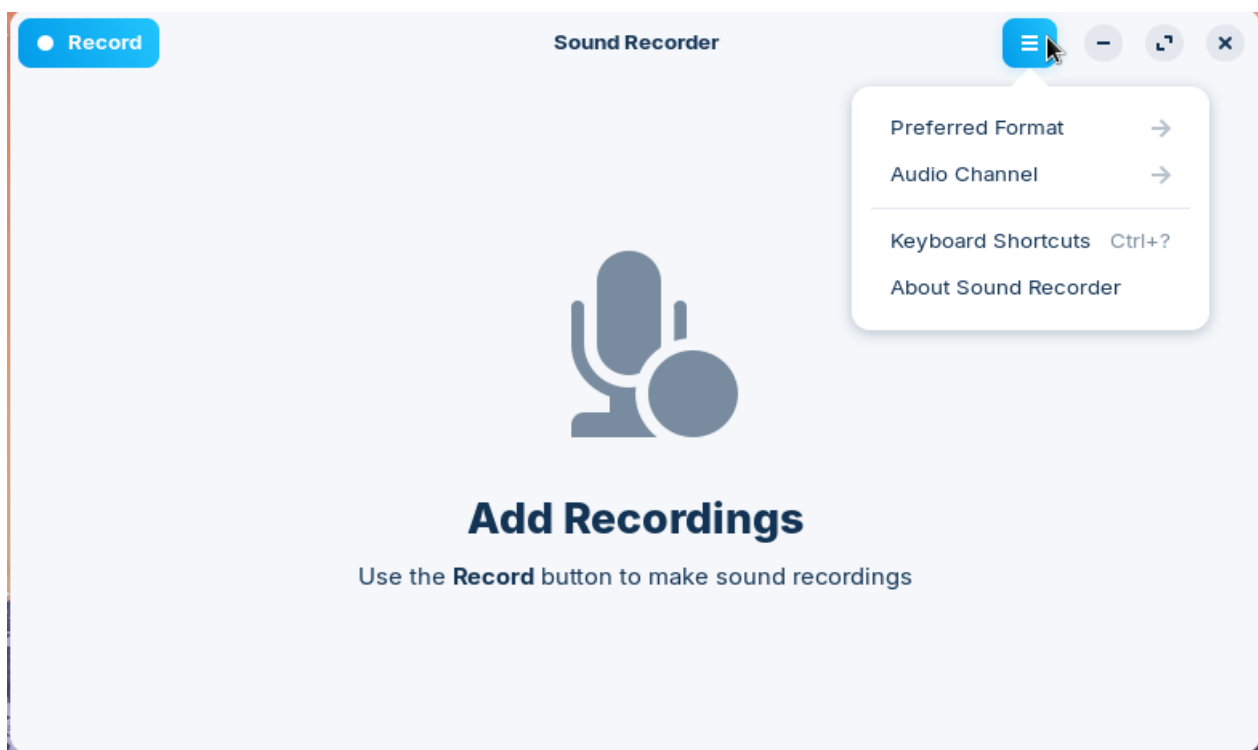 Record
Sound Recorder
Preferred Format
Audio Channel
Keyboard Shortcuts Ctrl+?
About Sound Recorder
Add Recordings
Use the Record button to make sound recordings